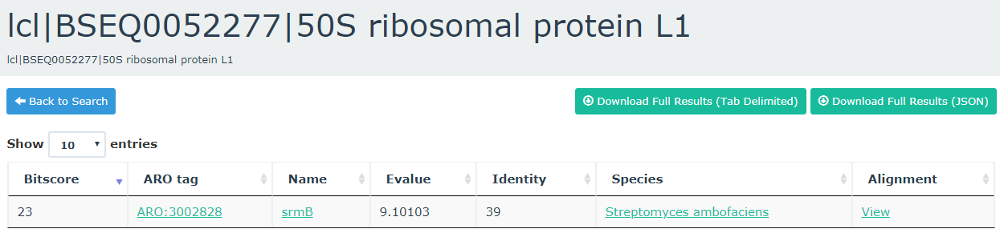 lcl|BSEQ0052277|50S ribosomal protein L1
lcl|BSEQ0052277|50S ribosomal protein L1
Back to Search Download Full Results (Tab Delimited) Download Full Results (JSON)
Show 10 entries
Bitscore ARO tag Name Evalue Identity Species Alignment
23 ARO:3002828 srmB 9.10103 39 Streptomyces ambofaciens View